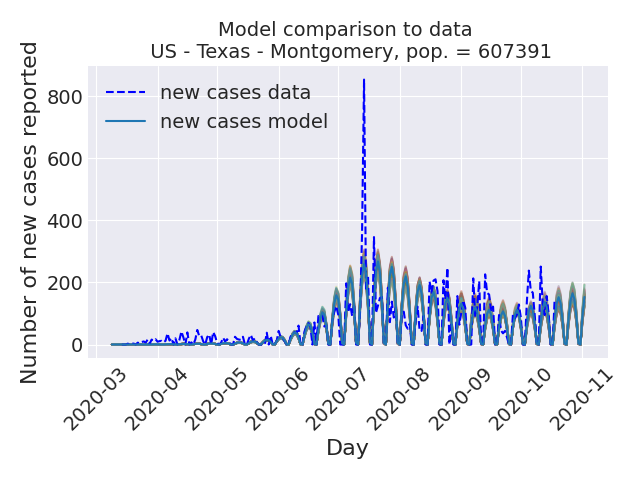 Model comparison to data
US - Texas - Montgomery, pop. = 607391
Number of new cases reported
800
600
400
200
0
new cases data
new cases model
2020-03
2020-04
2020-05
2020-06
2020-07
2020-08
2020-09
2020-10
2020-11
Day